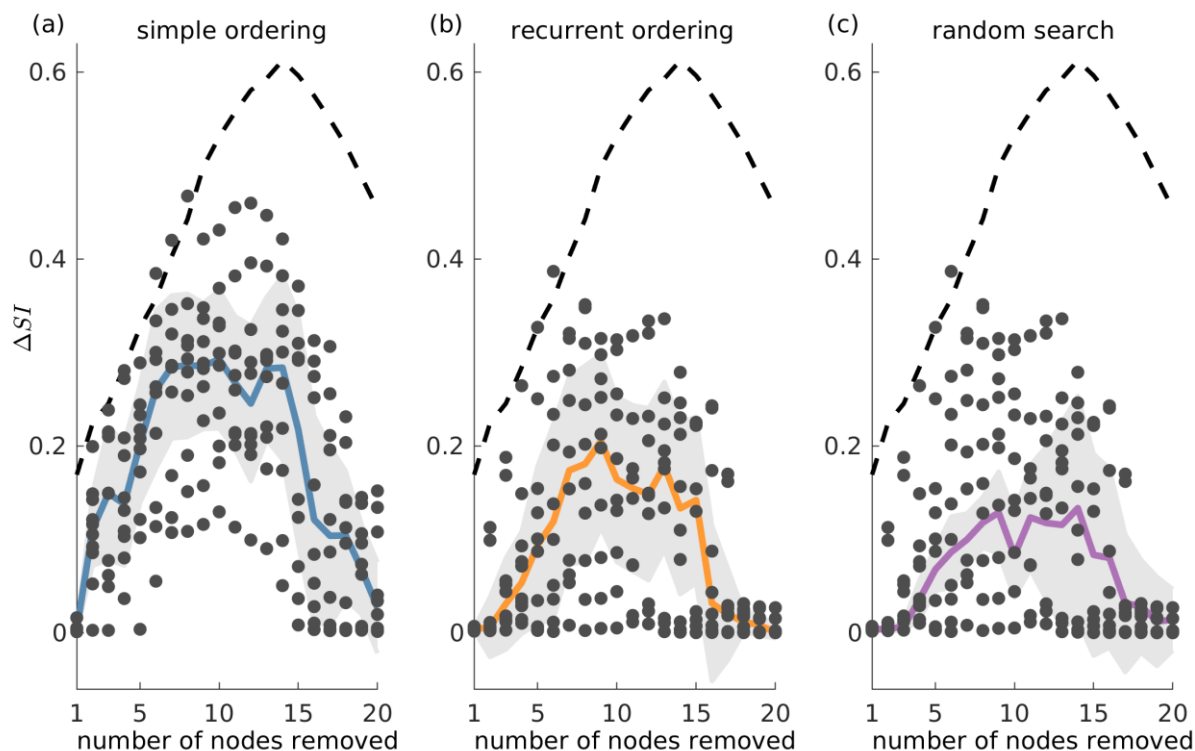 (a) simple ordering
(b) recurrent ordering
(c) random search
ΔSI
0.6
0.4
0.2
0
1 5 10 15 20
number of nodes removed
0.6
0.4
0.2
0
1 5 10 15 20
number of nodes removed
0.6
0.4
0.2
0
1 5 10 15 20
number of nodes removed